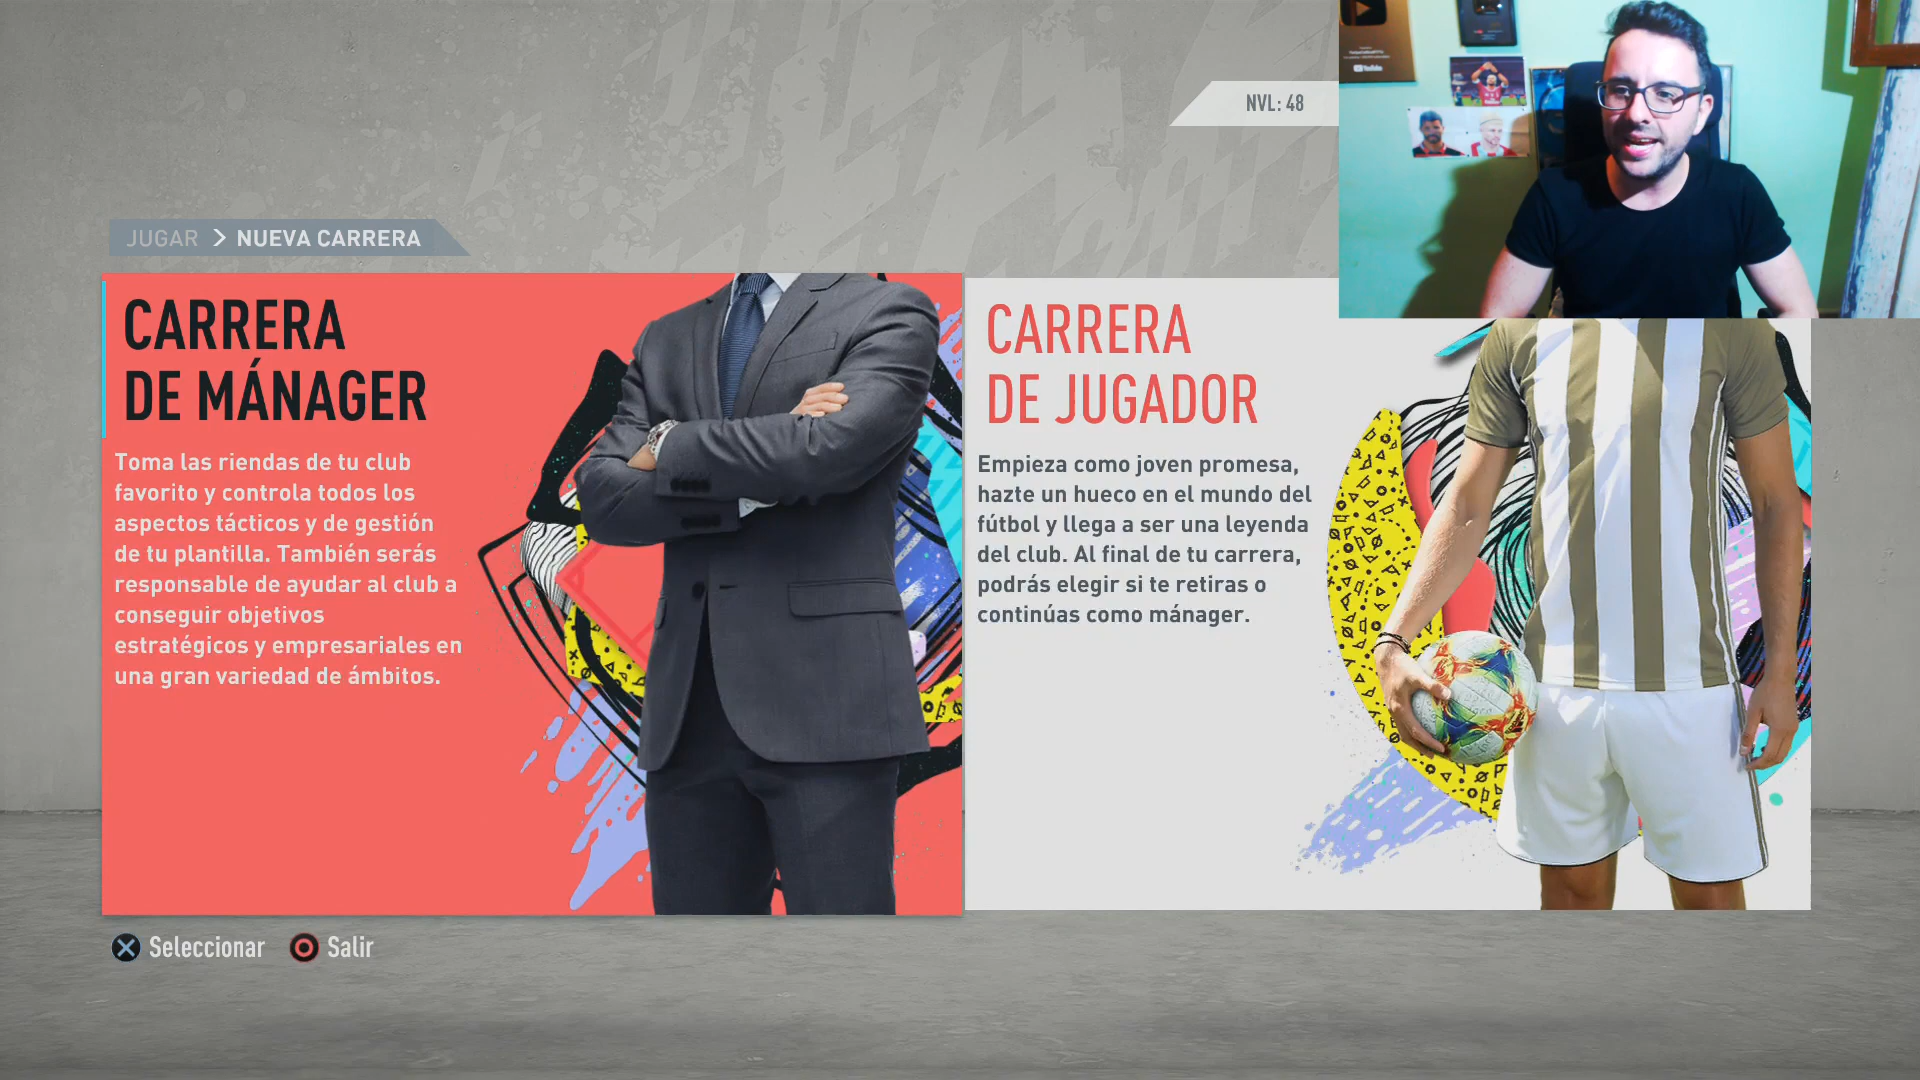 NVL: 48
YouTube
JUGAR > NUEVA CARRERA
CARRERA
DE MÁNAGER
Toma las riendas de tu club
favorito y controla todos los
aspectos tácticos y de gestión
de tu plantilla. También serás
responsable de ayudar al club a
conseguir objetivos
estratégicos y empresariales en
una gran variedad de ámbitos.
CARRERA
DE JUGADOR
Empieza como joven promesa,
hazte un hueco en el mundo del
fútbol y llega a ser una leyenda
del club. Al final de tu carrera,
podrás elegir si te retiras o
continúas como mánager.
Seleccionar
Salir